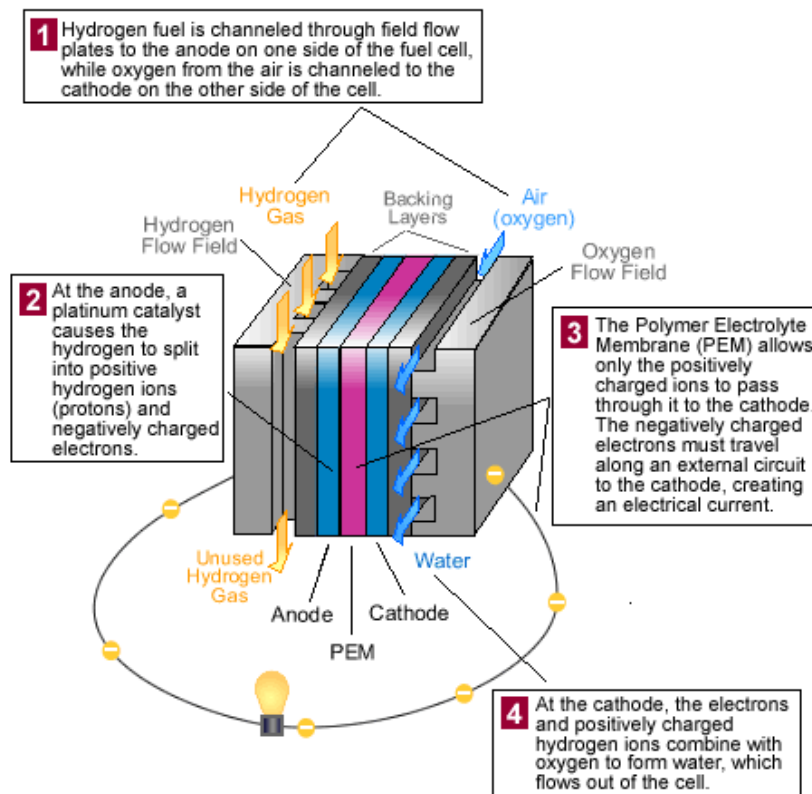 1
Hydrogen fuel is channeled through field flow
plates to the anode on one side of the fuel cell,
while oxygen from the air is channeled to the
cathode on the other side of the cell.
Hydrogen
Gas
Air
(oxygen)
Backing
Layers
Hydrogen
Flow Field
Oxygen
Flow Field
2
At the anode, a
platinum catalyst
causes the
hydrogen to split
into positive
hydrogen ions
(protons) and
negatively charged
electrons.
3
The Polymer Electrolyte
Membrane (PEM) allows
only the positively
charged ions to pass
through it to the cathode.
The negatively charged
electrons must travel
along an external circuit
to the cathode, creating
an electrical current.
Unused
Hydrogen
Gas
Water
Anode
Cathode
PEM
4
At the cathode, the electrons
and positively charged
hydrogen ions combine with
oxygen to form water, which
flows out of the cell.